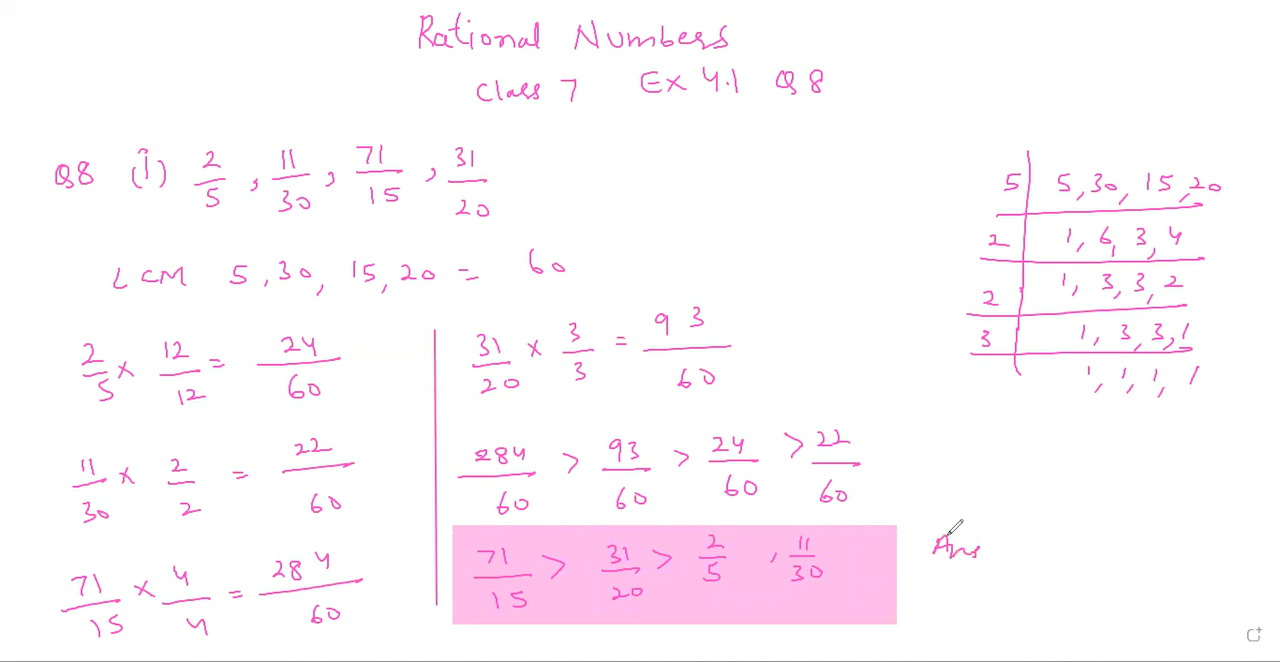 Rational Numbers
Class 7 Ex 4.1 Q8
Q8 (i) 2/5, 11/30, 71/15, 31/20
LCM 5,30, 15,20 = 60
2/5 × 12/12 = 24/60
11/30 × 2/2 = 22/60
71/15 × 4/4 = 284/60
31/20 × 3/3 = 93/60
284/60 > 93/60 > 24/60 > 22/60
71/15 > 31/20 > 2/5 , 11/30 Ans
5 | 5,30, 15,20
2 | 1, 6, 3, 4
2 | 1, 3, 3, 2
3 | 1, 3, 3, 1
| 1, 1, 1, 1